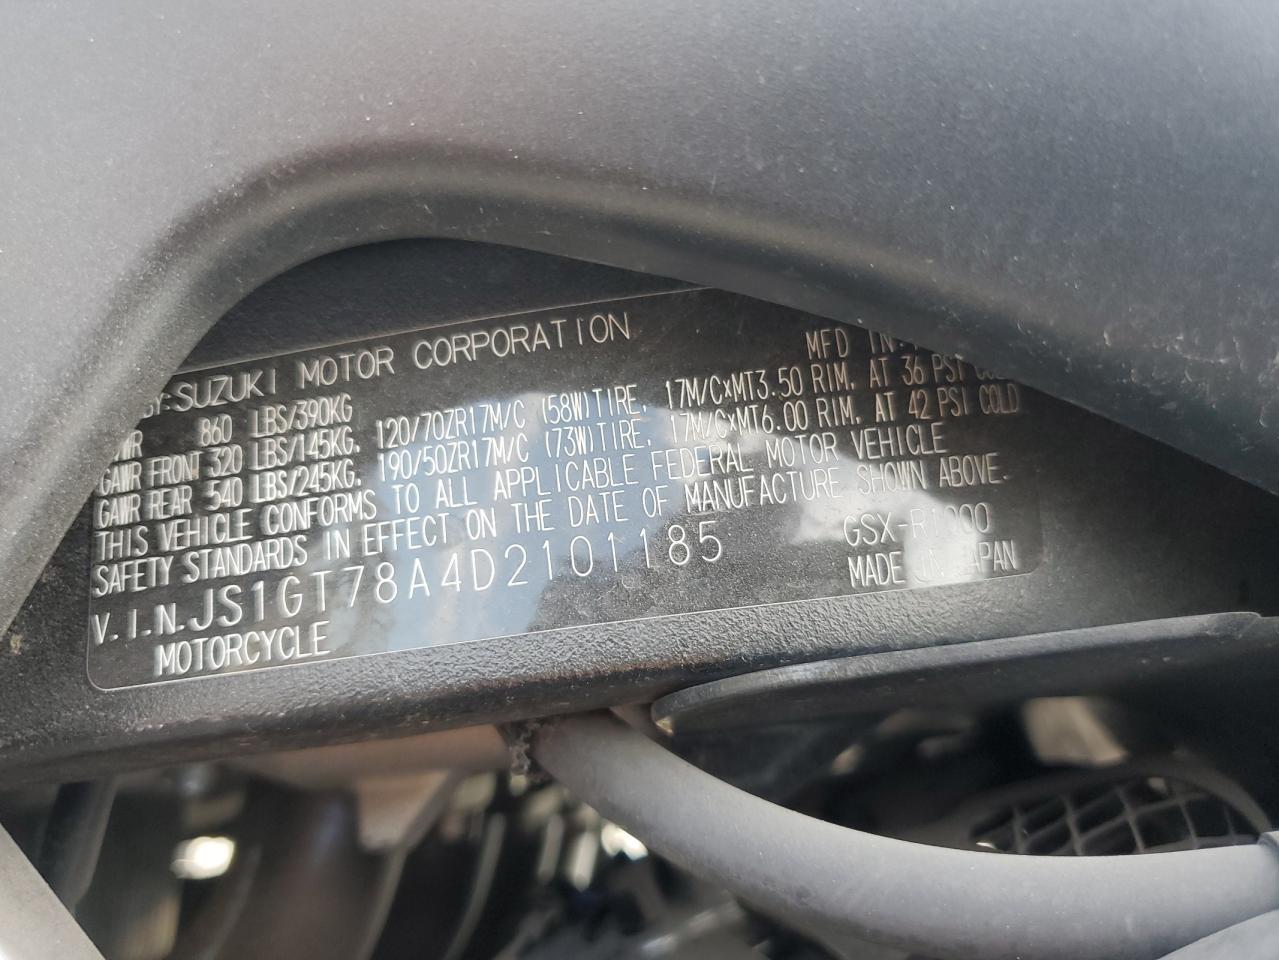 BY:SUZUKI MOTOR CORPORATION
MFD IN:
860 LBS/390KG
GAWR FRONT 320 LBS/145KG, 120/70ZR17M/C (58W)TIRE, 17M/CxMT3.50 RIM, AT 36 PSI
GAWR REAR 540 LBS/245KG, 190/50ZR17M/C (73W)TIRE, 17M/CxMT6.00 RIM, AT 42 PSI COLD
THIS VEHICLE CONFORMS TO ALL APPLICABLE FEDERAL MOTOR VEHICLE
SAFETY STANDARDS IN EFFECT ON THE DATE OF MANUFACTURE SHOWN ABOVE.
V.I.N.JS1GT78A4D2101185 GSX-R1000
MOTORCYCLE MADE IN JAPAN